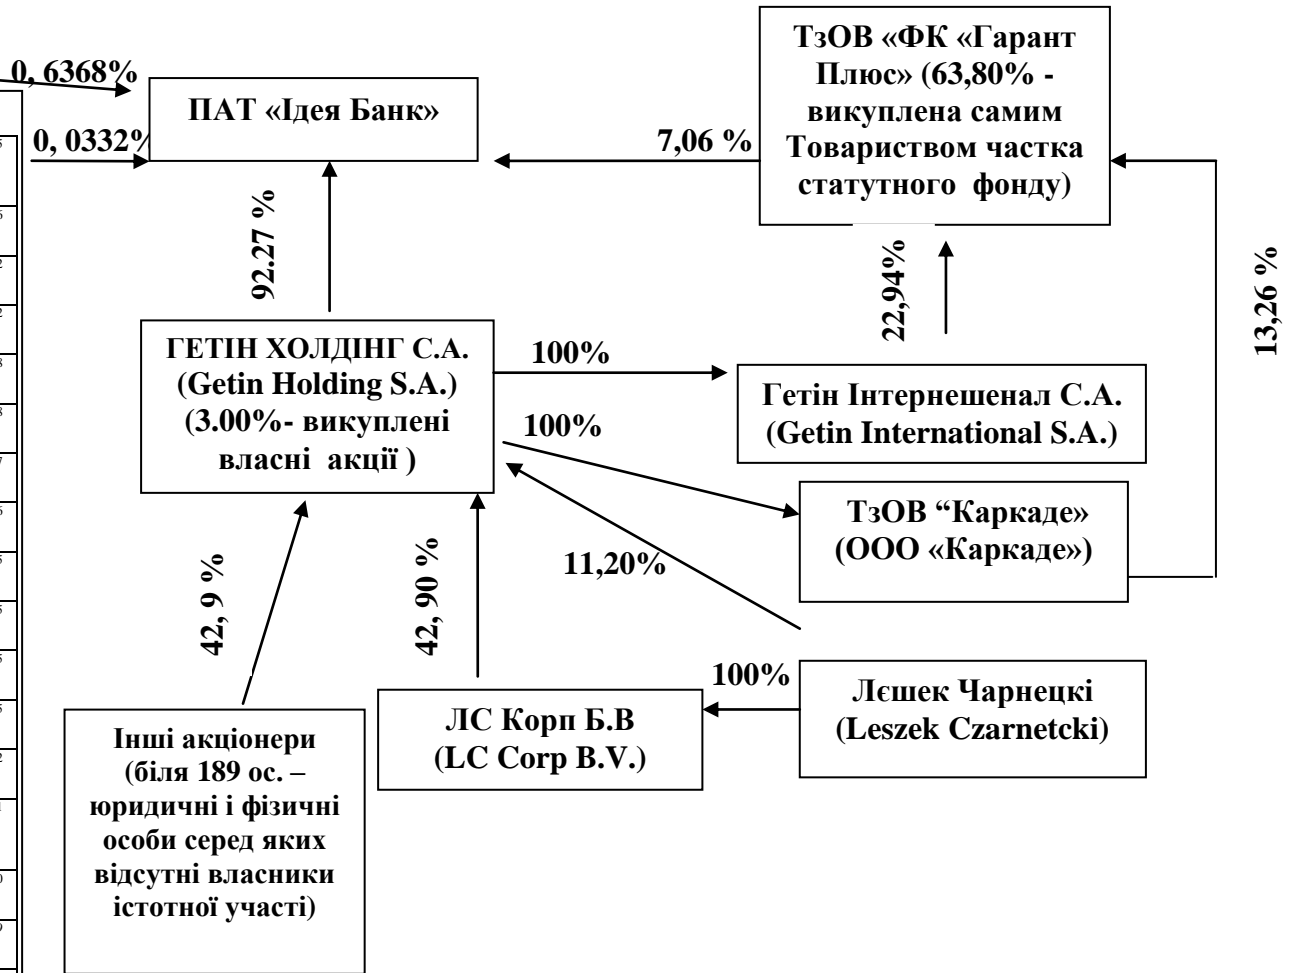 0, 6368%
ПАТ «Ідея Банк»
0, 0332%
7,06 %
ТзОВ «ФК «Гарант
Плюс» (63,80% -
викуплена самим
Товариством частка
статутного фонду)
92.27 %
22,94%
13,26 %
ГЕТІН ХОЛДІНГ С.А.
(Getin Holding S.A.)
(3.00%- викуплені
власні акції )
100%
Гетін Інтернешенал С.А.
(Getin International S.A.)
100%
ТзОВ “Каркаде»
(ООО «Каркаде»)
11,20%
42, 9 %
42, 90 %
100%
Лєшек Чарнецкі
(Leszek Czarnetcki)
ЛС Корп Б.В
(LC Corp B.V.)
Інші акціонери
(біля 189 ос. –
юридичні і фізичні
особи серед яких
відсутні власники
істотної участі)